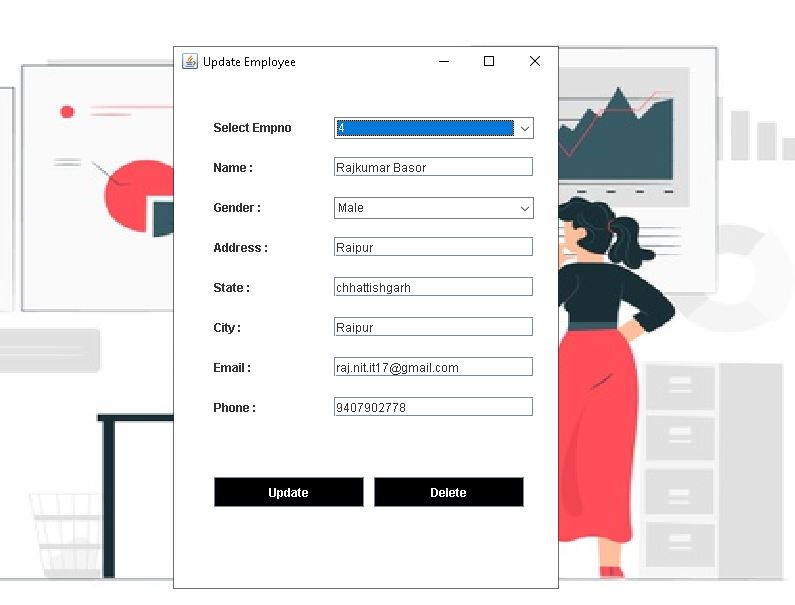 Update Employee
Select Empno 4
Name : Rajkumar Basor
Gender : Male
Address : Raipur
State : chhattishgarh
City : Raipur
Email : raj.nit.it17@gmail.com
Phone : 9407902778
Update Delete